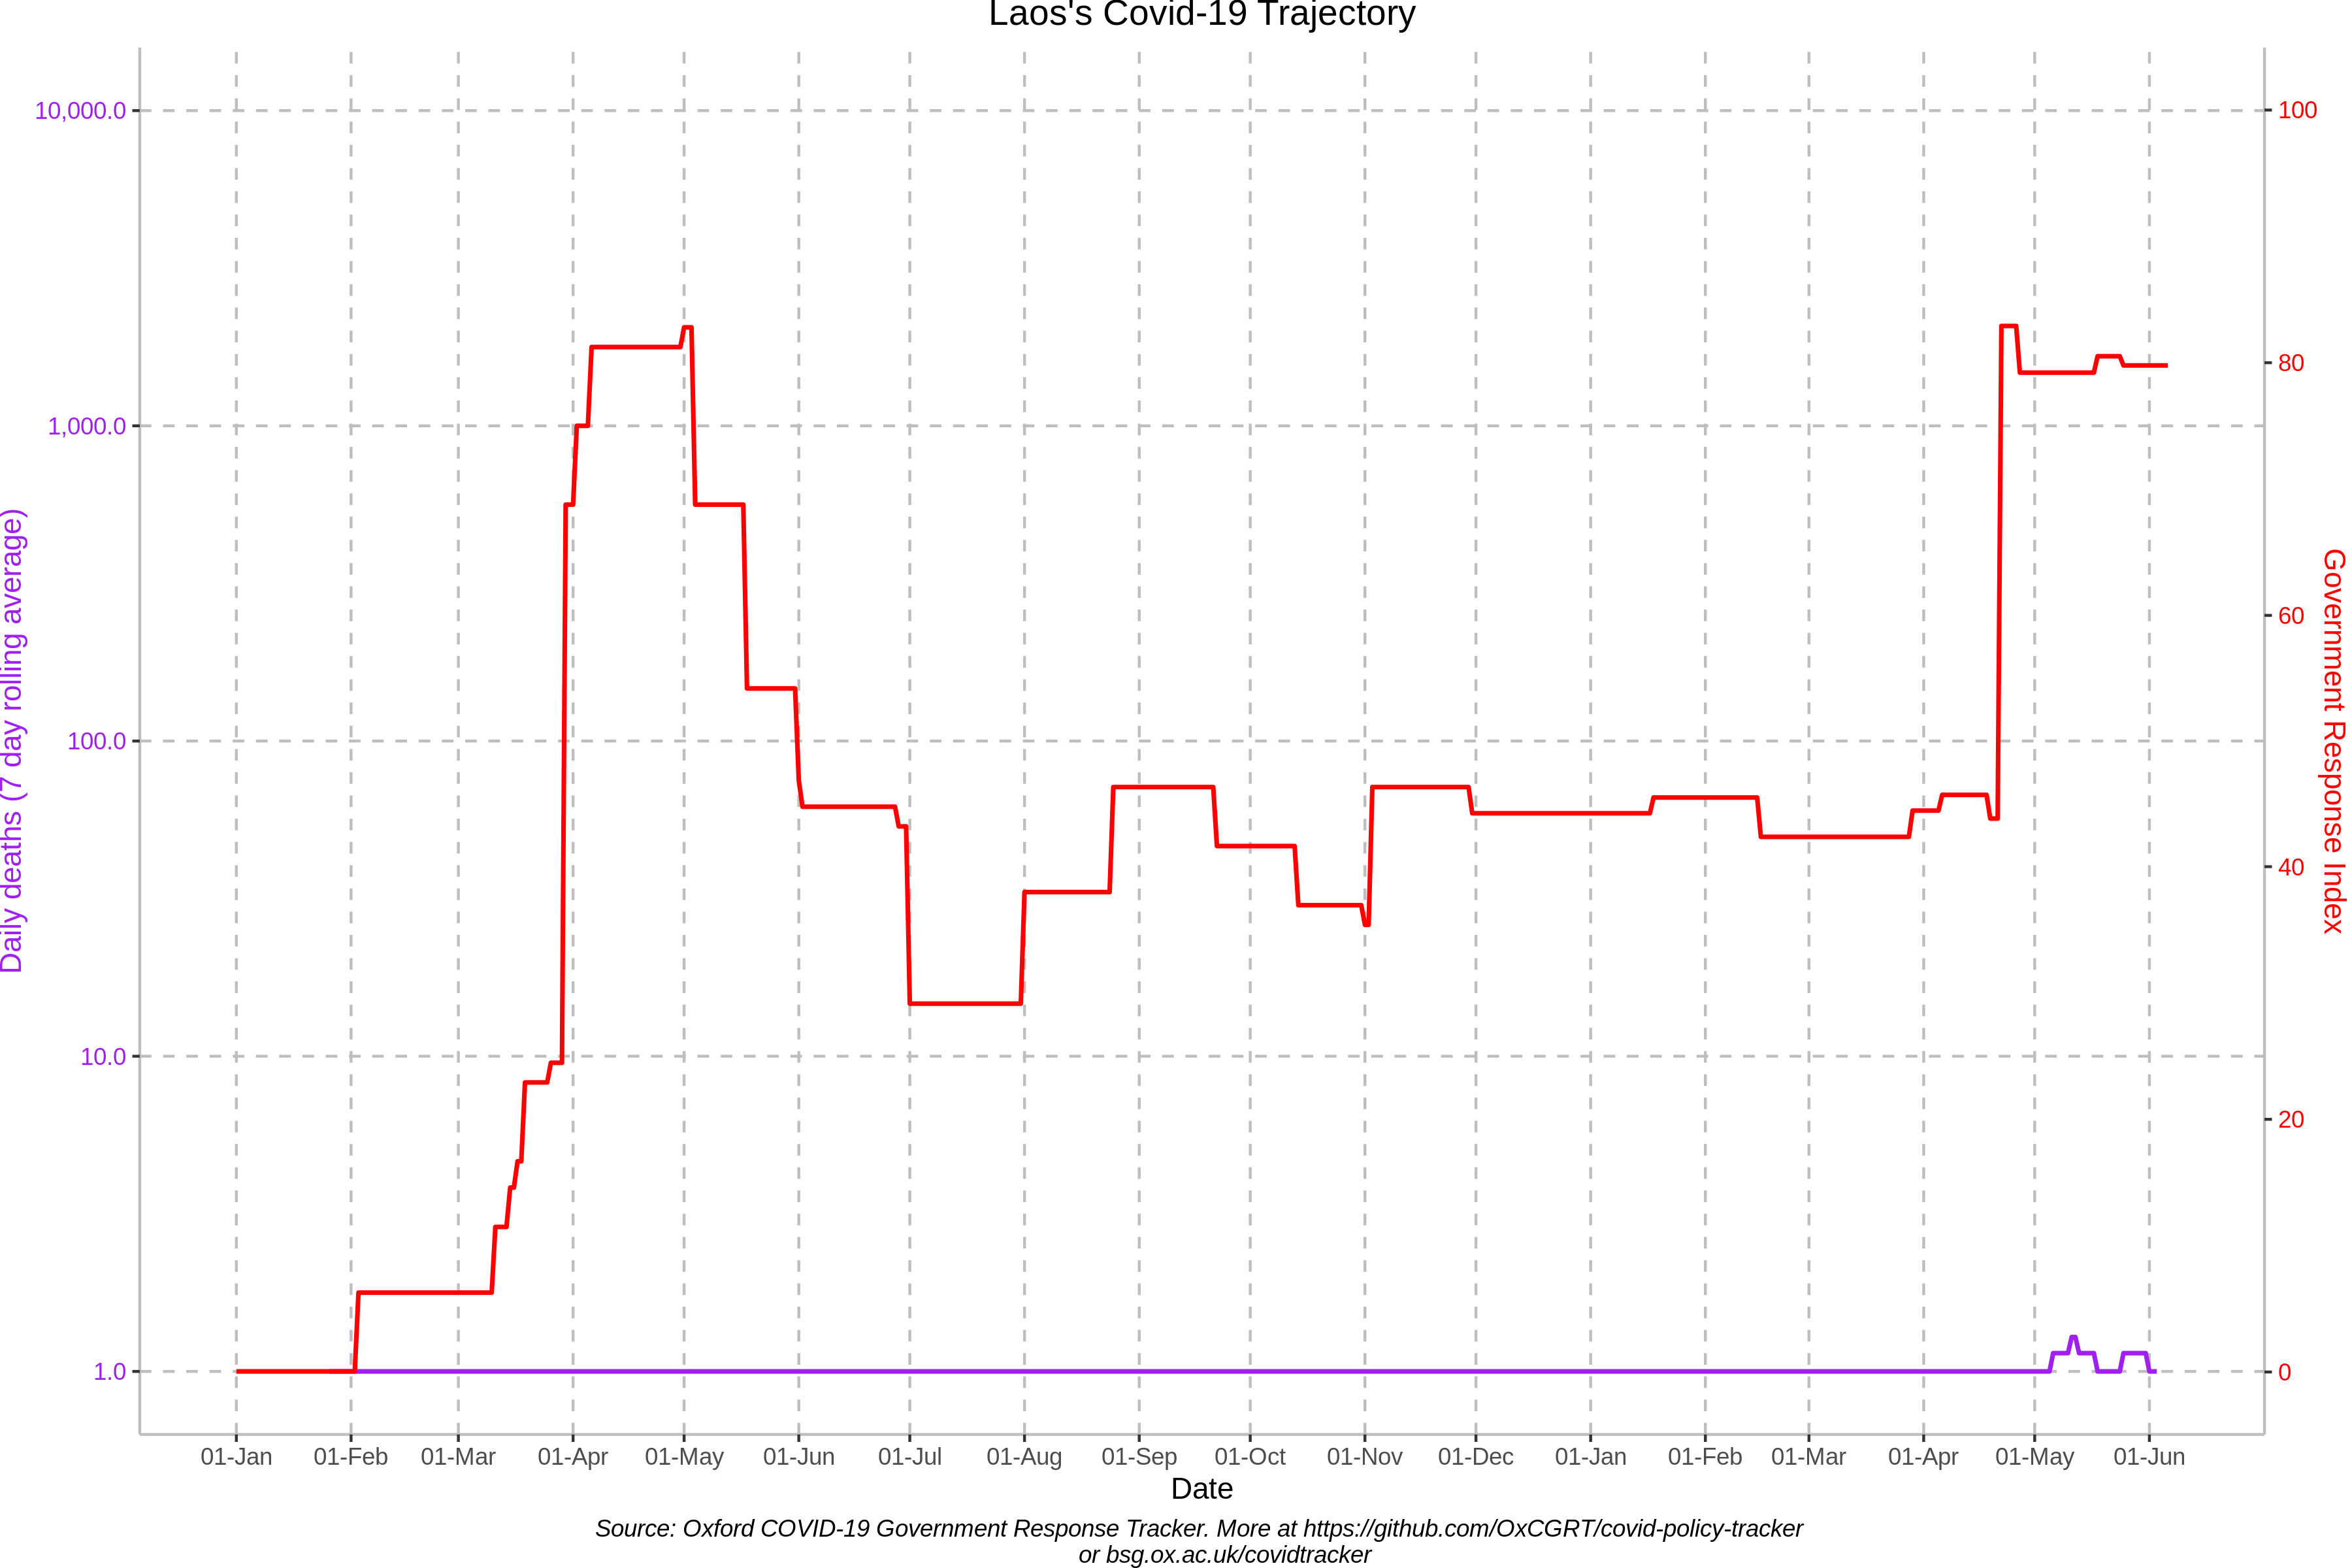 Laos's Covid-19 Trajectory
10,000.0
1,000.0
100.0
10.0
1.0
Daily deaths (7 day rolling average)
100
80
60
40
20
0
Government Response Index
01-Jan 01-Feb 01-Mar 01-Apr 01-May 01-Jun 01-Jul 01-Aug 01-Sep 01-Oct 01-Nov 01-Dec 01-Jan 01-Feb 01-Mar 01-Apr 01-May 01-Jun
Date
Source: Oxford COVID-19 Government Response Tracker. More at https://github.com/OxCGRT/covid-policy-tracker
or bsg.ox.ac.uk/covidtracker